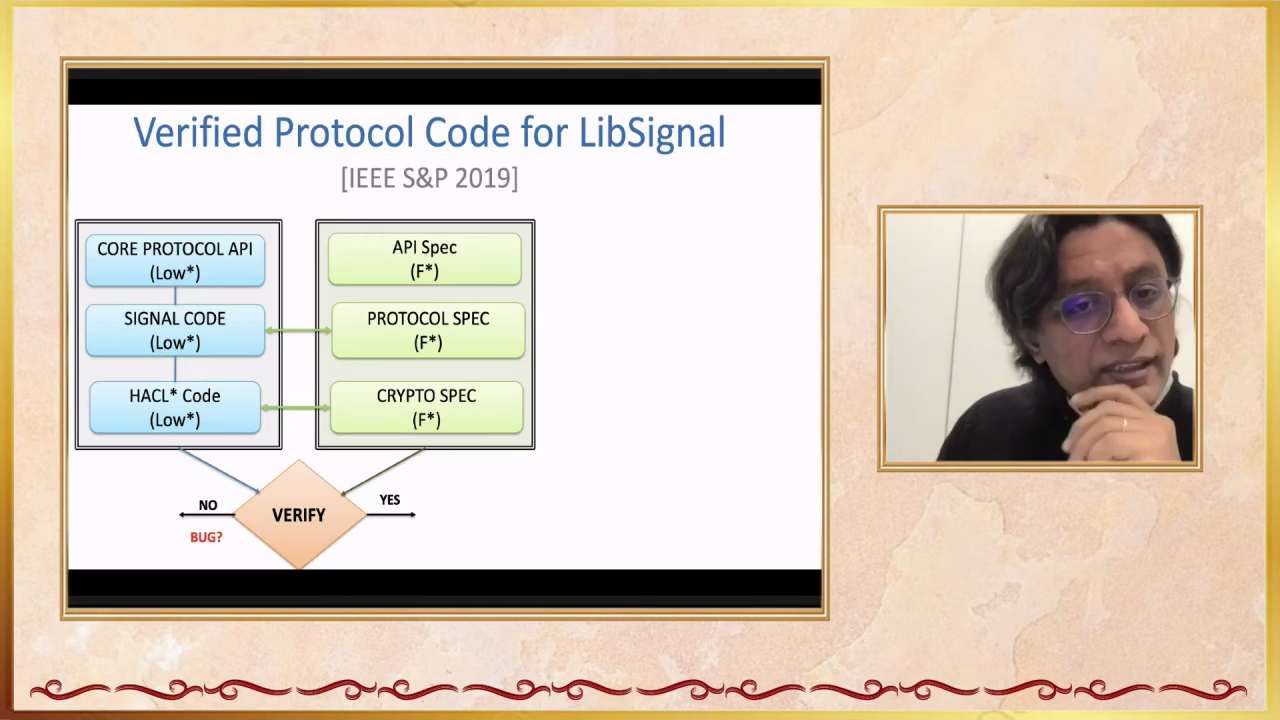 Verified Protocol Code for LibSignal
[IEEE S&P 2019]
CORE PROTOCOL API
(Low*)
SIGNAL CODE
(Low*)
HACL* Code
(Low*)
API Spec
(F*)
PROTOCOL SPEC
(F*)
CRYPTO SPEC
(F*)
NO
BUG?
VERIFY
YES